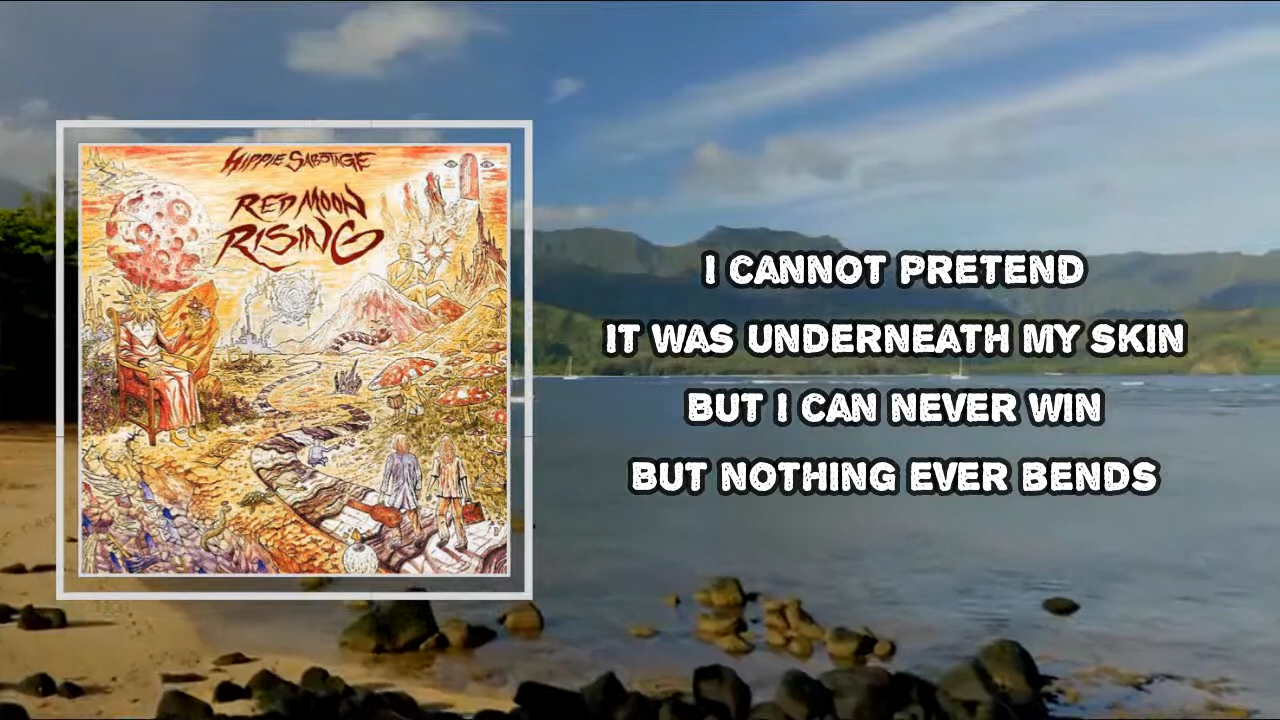 HIPPIE SABOTAGE
RED MOON
RISING
I CANNOT PRETEND
IT WAS UNDERNEATH MY SKIN
BUT I CAN NEVER WIN
BUT NOTHING EVER BENDS